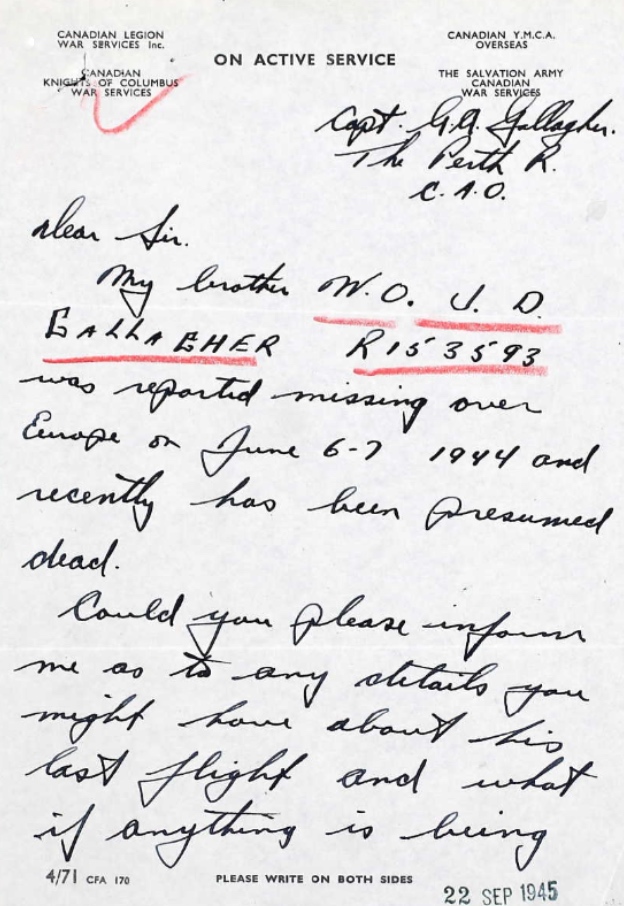 CANADIAN LEGION
WAR SERVICES Inc.
CANADIAN
KNIGHTS OF COLUMBUS
WAR SERVICES
ON ACTIVE SERVICE
CANADIAN Y.M.C.A.
OVERSEAS
THE SALVATION ARMY
CANADIAN
WAR SERVICES
Capt. G.A. Gallagher.
The Perth R.
C.A.O.
Dear Sir.
My brother W.O. J. D.
GALLAGHER R153593
was reported missing over
Europe on June 6-7 1944 and
recently has been presumed
dead.
Could you please inform
me as to any details you
might have about his
last flight and what
if anything is being
4/71 CFA 170
PLEASE WRITE ON BOTH SIDES
22 SEP 1945